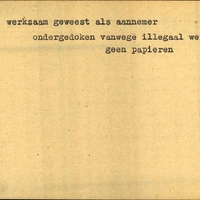 werkzaam geweest als aannemer
ondergedoken vanwege illegaal we
geen papieren